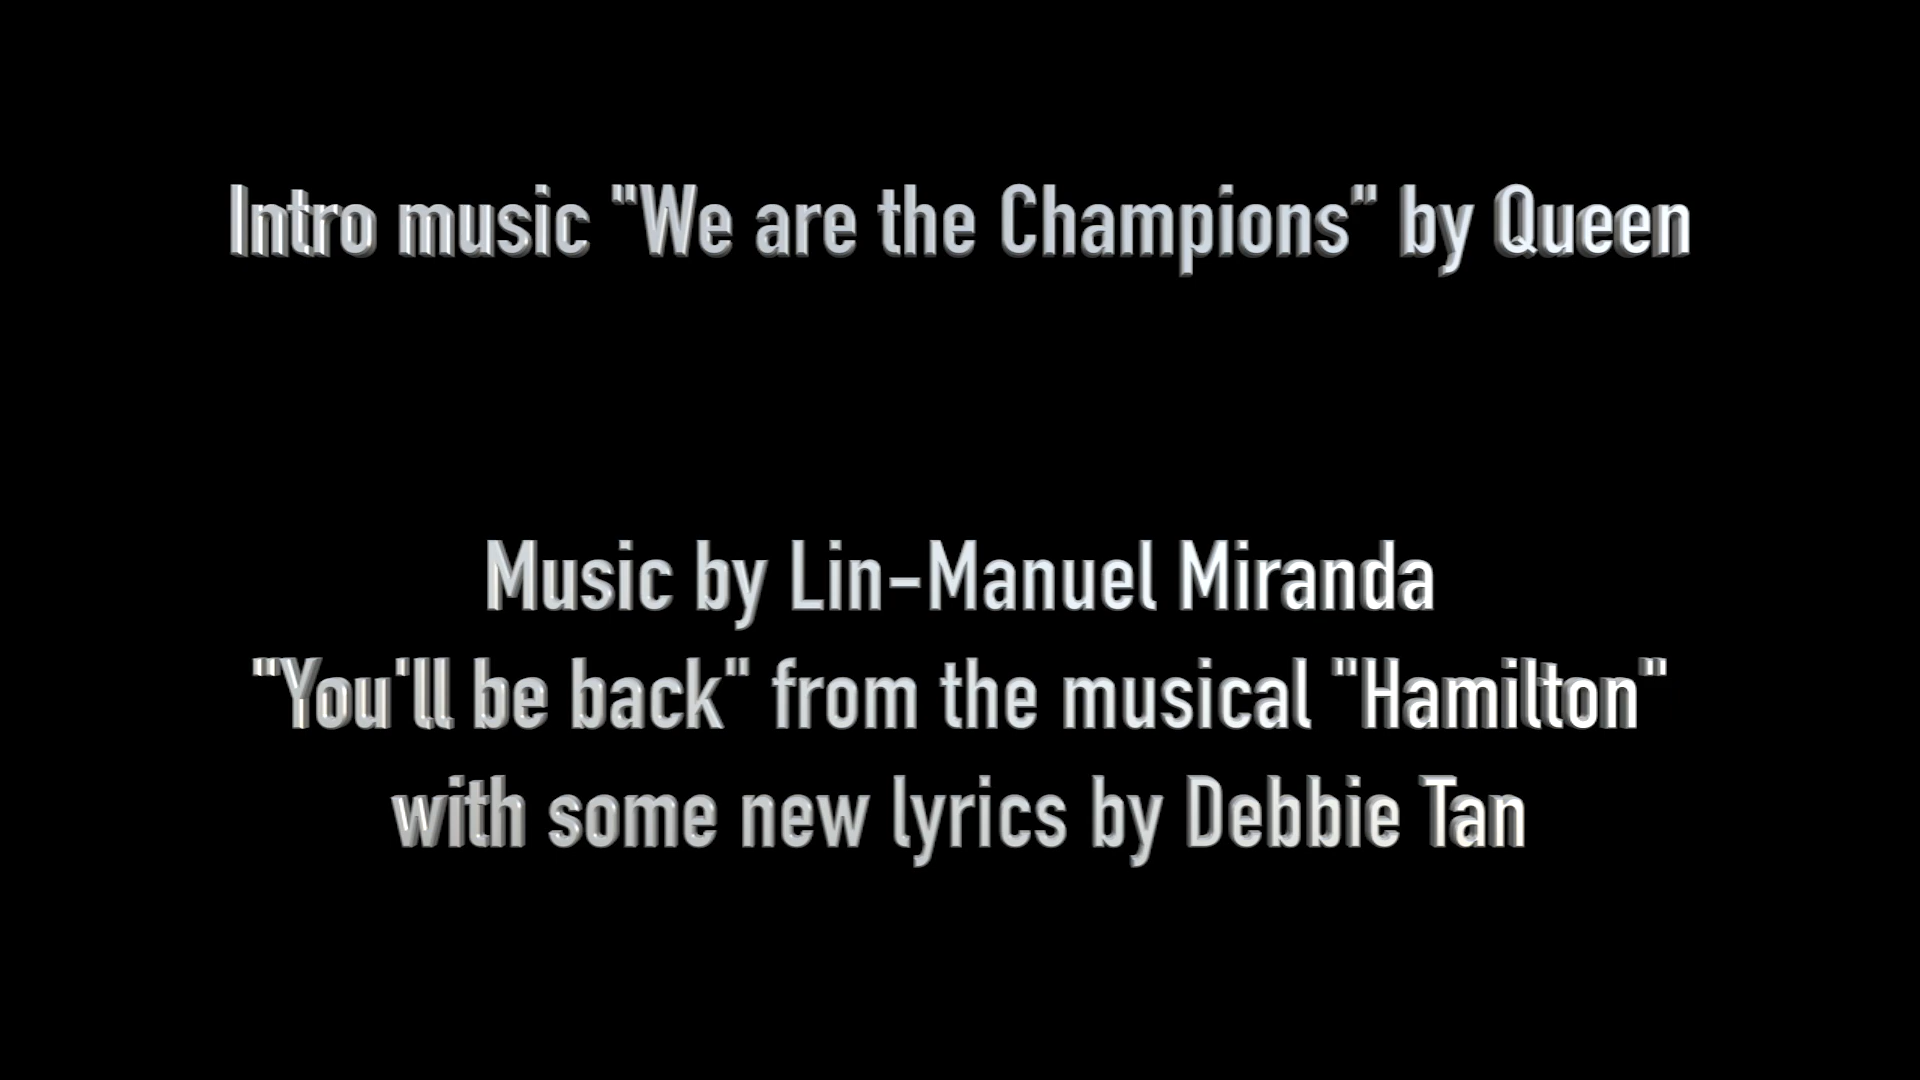 Intro music "We are the Champions" by Queen
Music by Lin-Manuel Miranda
"You'll be back" from the musical "Hamilton"
with some new lyrics by Debbie Tan